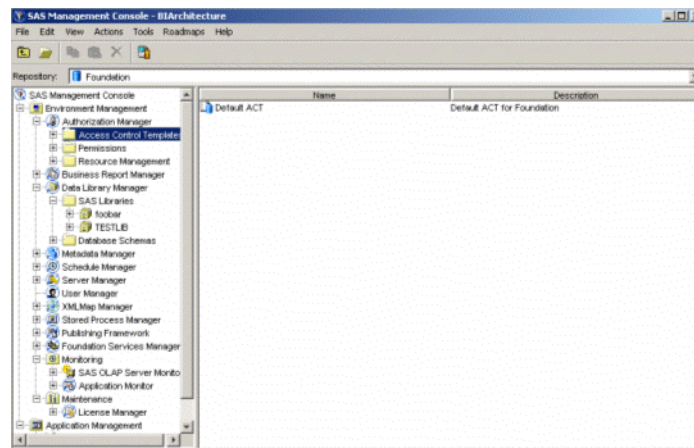 SAS Management Console - BIArchitecture
File Edit View Actions Tools Roadmaps Help
Repository: Foundation
SAS Management Console
Environment Management
Authorization Manager
Access Control Templates
Permissions
Resource Management
Business Report Manager
Data Library Manager
SAS Libraries
foobar
TESTLIB
Database Schemas
Metadata Manager
Schedule Manager
Server Manager
User Manager
XMLMap Manager
Stored Process Manager
Publishing Framework
Foundation Services Manager
Monitoring
SAS OLAP Server Monito
Application Monitor
Maintenance
License Manager
Application Management
Name Description
Default ACT Default ACT for Foundation